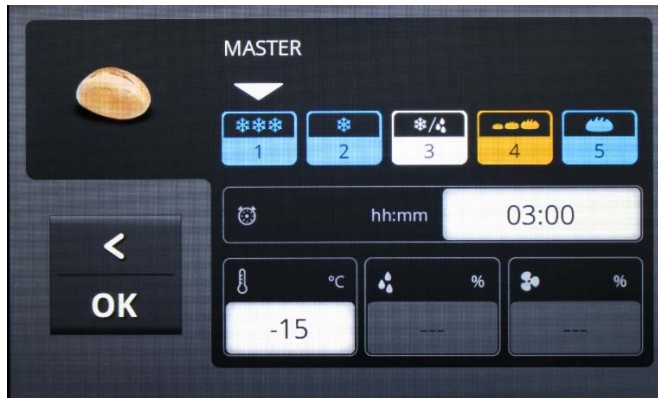 MASTER
1 2 3 4 5
hh:mm 03:00
°C % %
-15 --- ---
<
OK